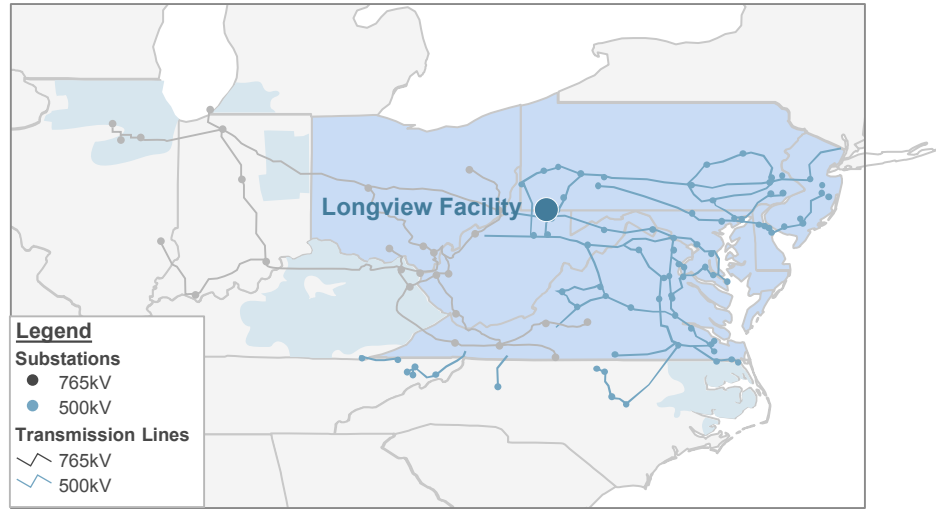 Longview Facility
Legend
Substations
765kV
500kV
Transmission Lines
765kV
500kV